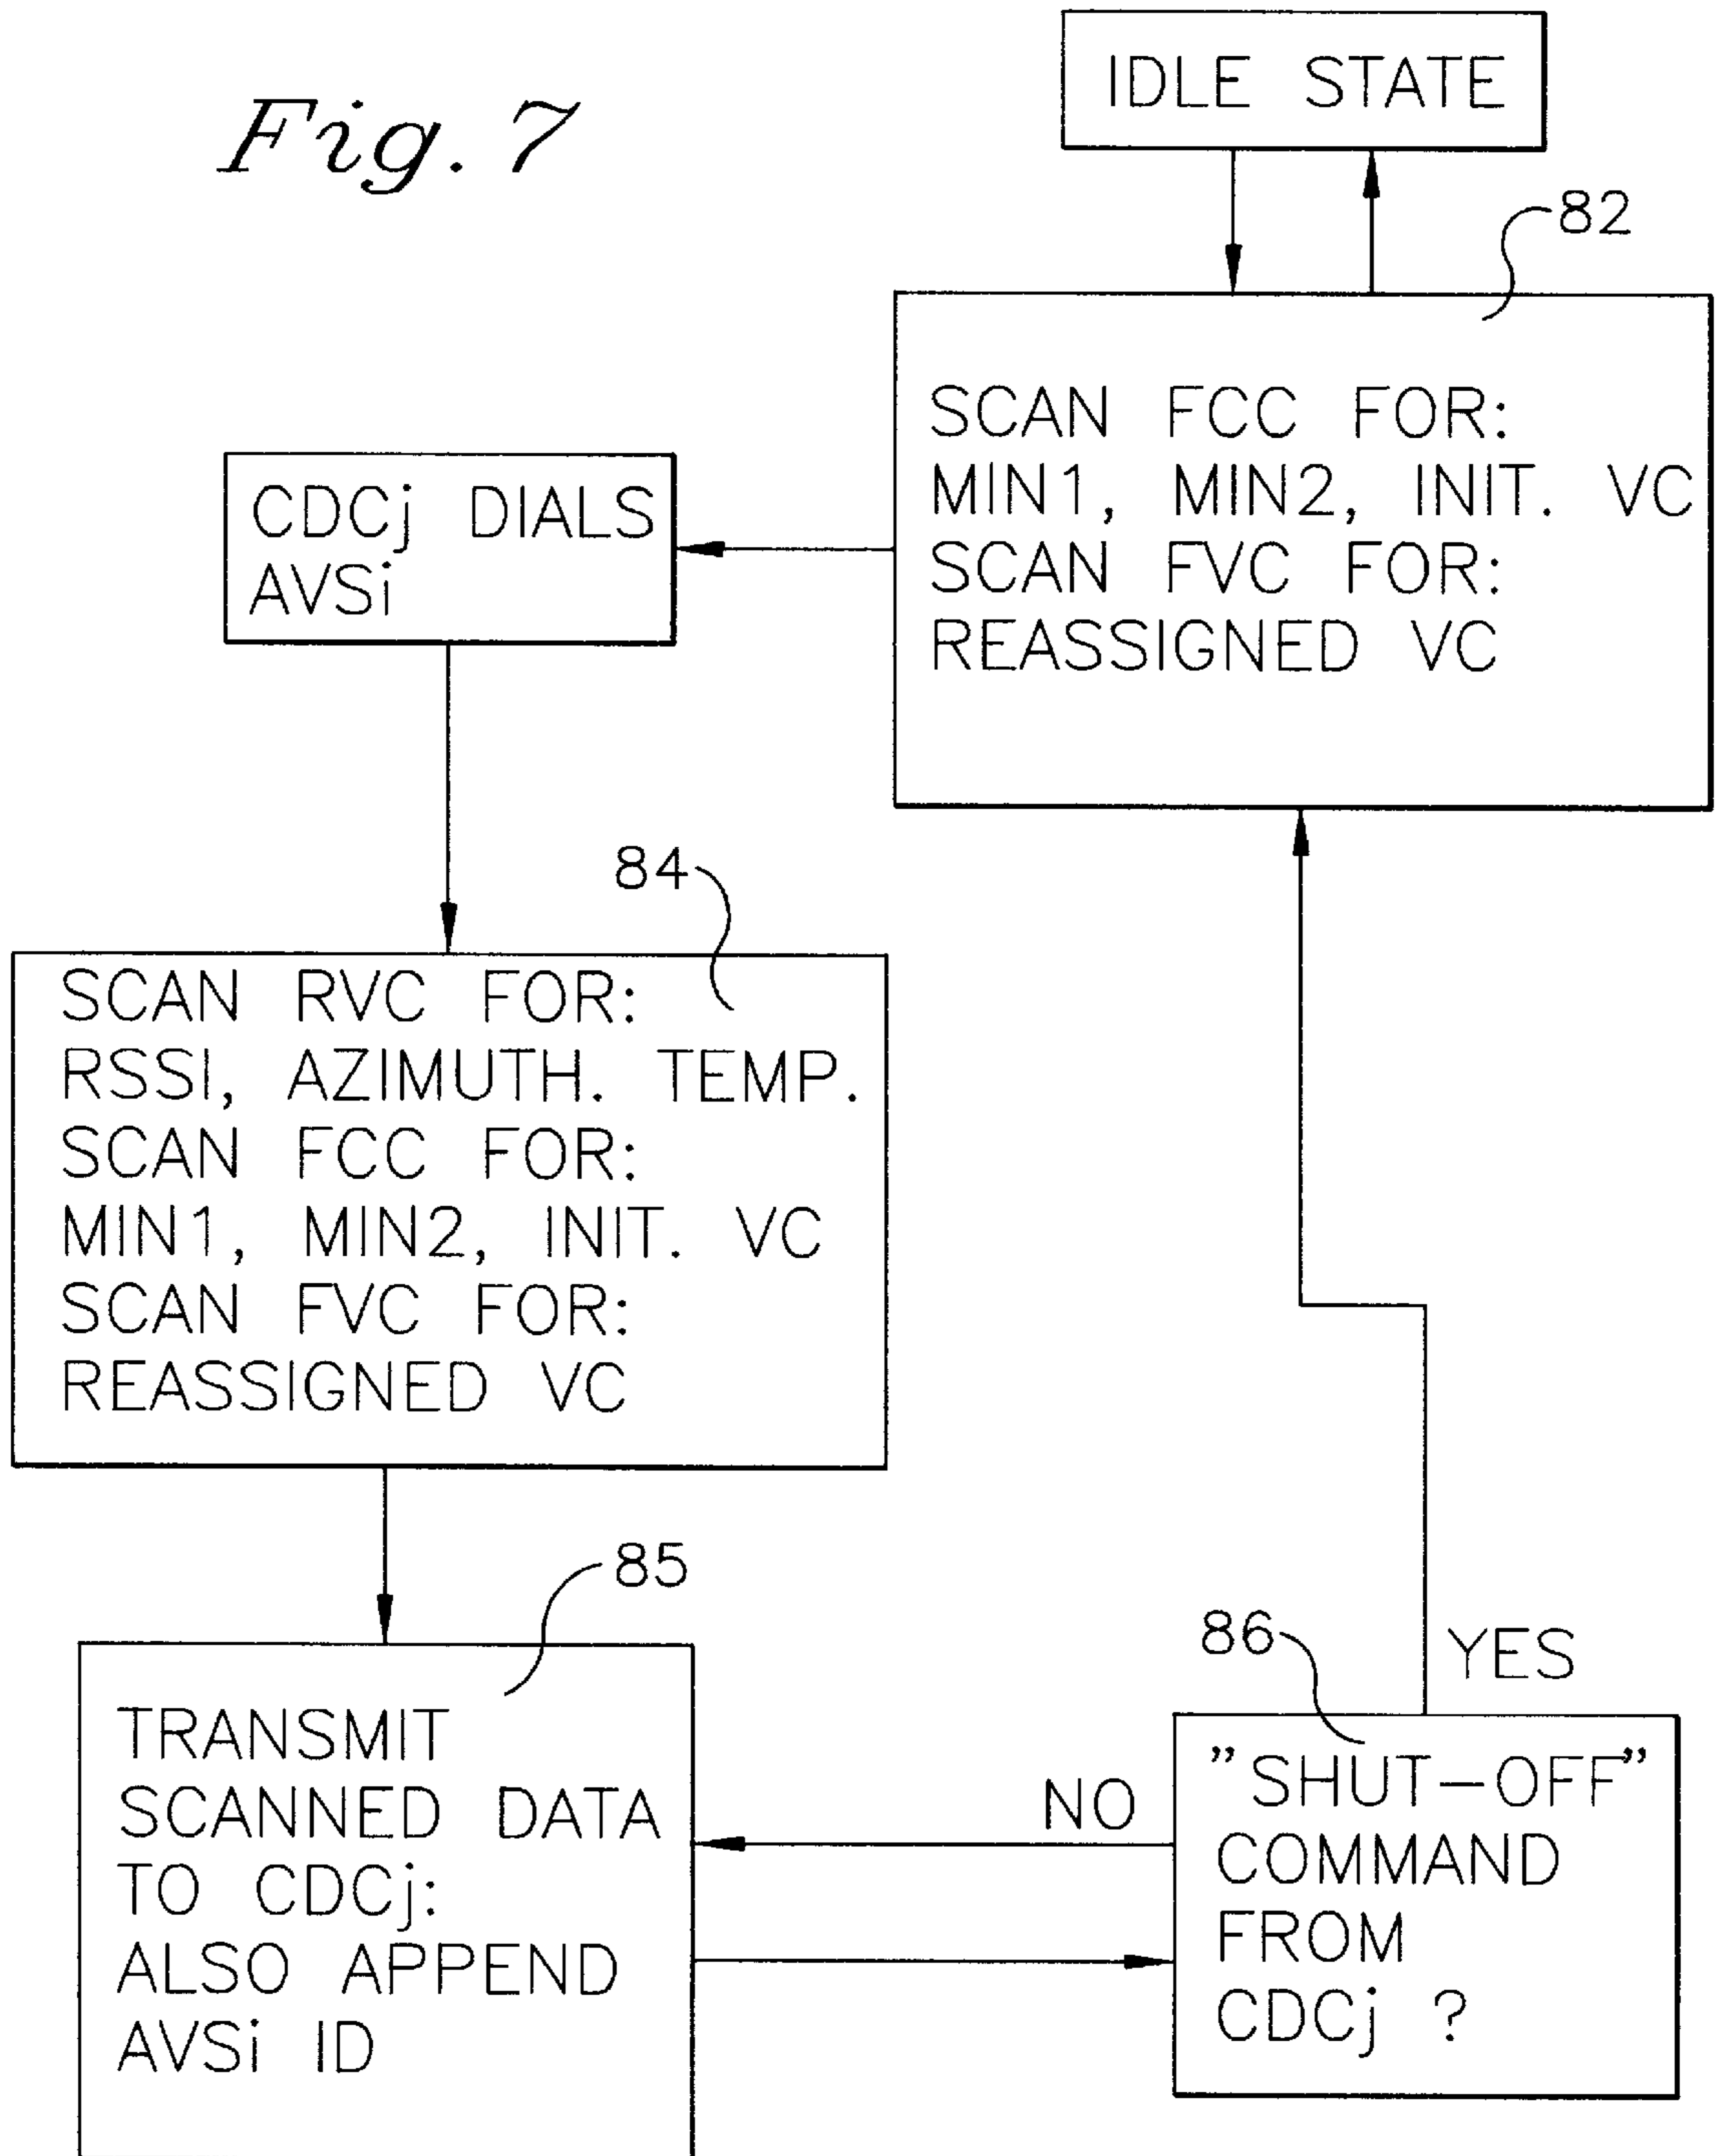 Fig. 7
IDLE STATE
82
SCAN FCC FOR:
MIN1, MIN2, INIT. VC
SCAN FVC FOR:
REASSIGNED VC
CDCj DIALS
AVSi
84
SCAN RVC FOR:
RSSI, AZIMUTH. TEMP.
SCAN FCC FOR:
MIN1, MIN2, INIT. VC
SCAN FVC FOR:
REASSIGNED VC
85
TRANSMIT
SCANNED DATA
TO CDCj:
ALSO APPEND
AVSi ID
NO
86
YES
"SHUT-OFF"
COMMAND
FROM
CDCj ?